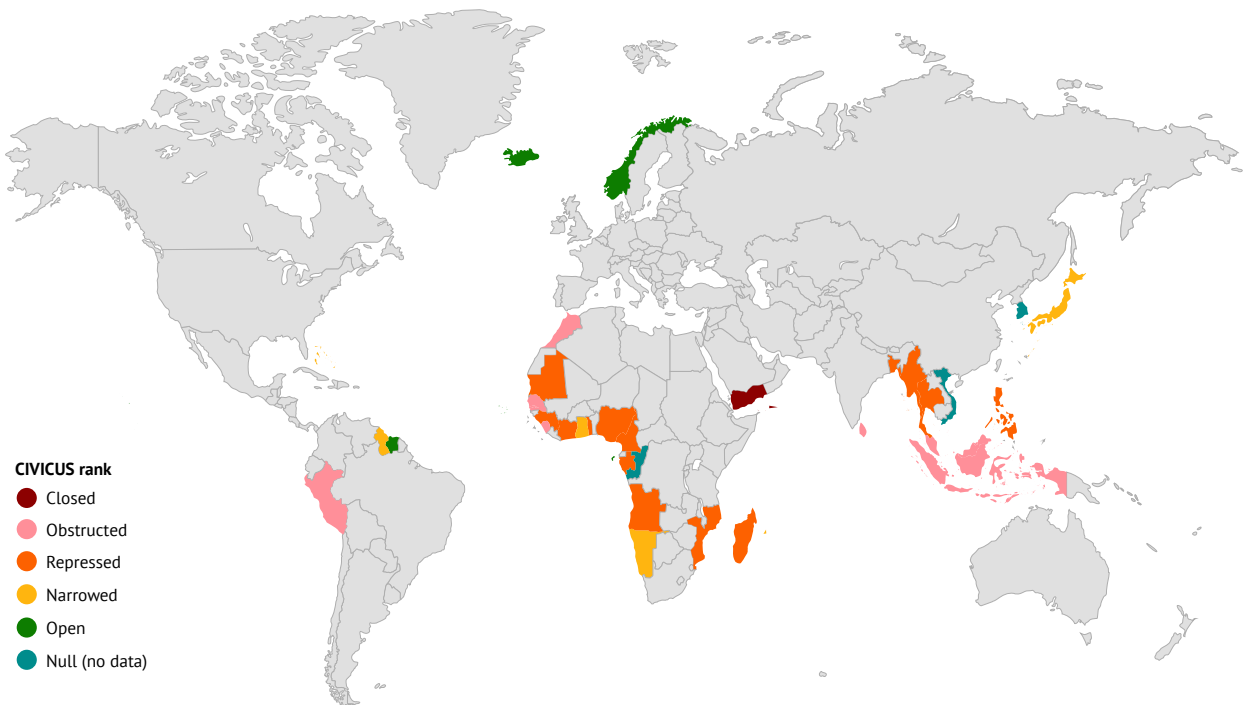 CIVICUS rank
Closed
Obstructed
Repressed
Narrowed
Open
Null (no data)